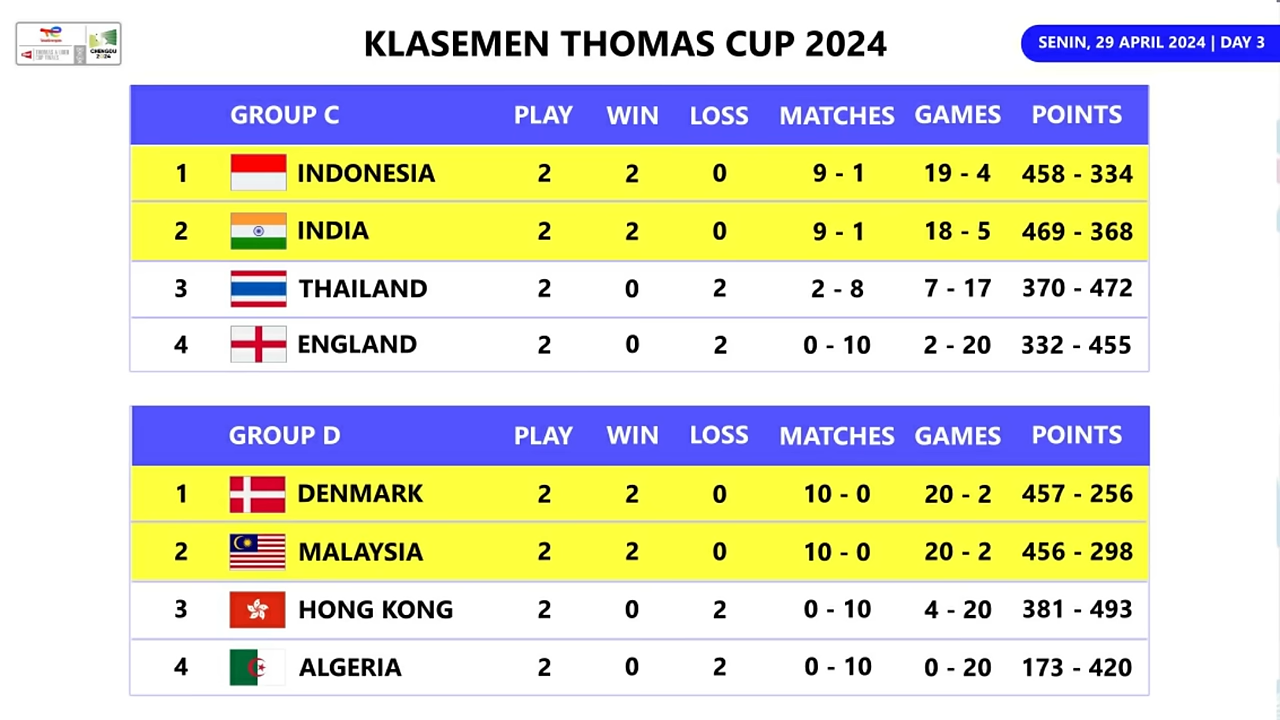 KLASEMEN THOMAS CUP 2024
SENIN, 29 APRIL 2024 | DAY 3
CHENGDU
2024
GROUP C PLAY WIN LOSS MATCHES GAMES POINTS
1 INDONESIA 2 2 0 9 - 1 19 - 4 458 - 334
2 INDIA 2 2 0 9 - 1 18 - 5 469 - 368
3 THAILAND 2 0 2 2 - 8 7 - 17 370 - 472
4 ENGLAND 2 0 2 0 - 10 2 - 20 332 - 455
GROUP D PLAY WIN LOSS MATCHES GAMES POINTS
1 DENMARK 2 2 0 10 - 0 20 - 2 457 - 256
2 MALAYSIA 2 2 0 10 - 0 20 - 2 456 - 298
3 HONG KONG 2 0 2 0 - 10 4 - 20 381 - 493
4 ALGERIA 2 0 2 0 - 10 0 - 20 173 - 420